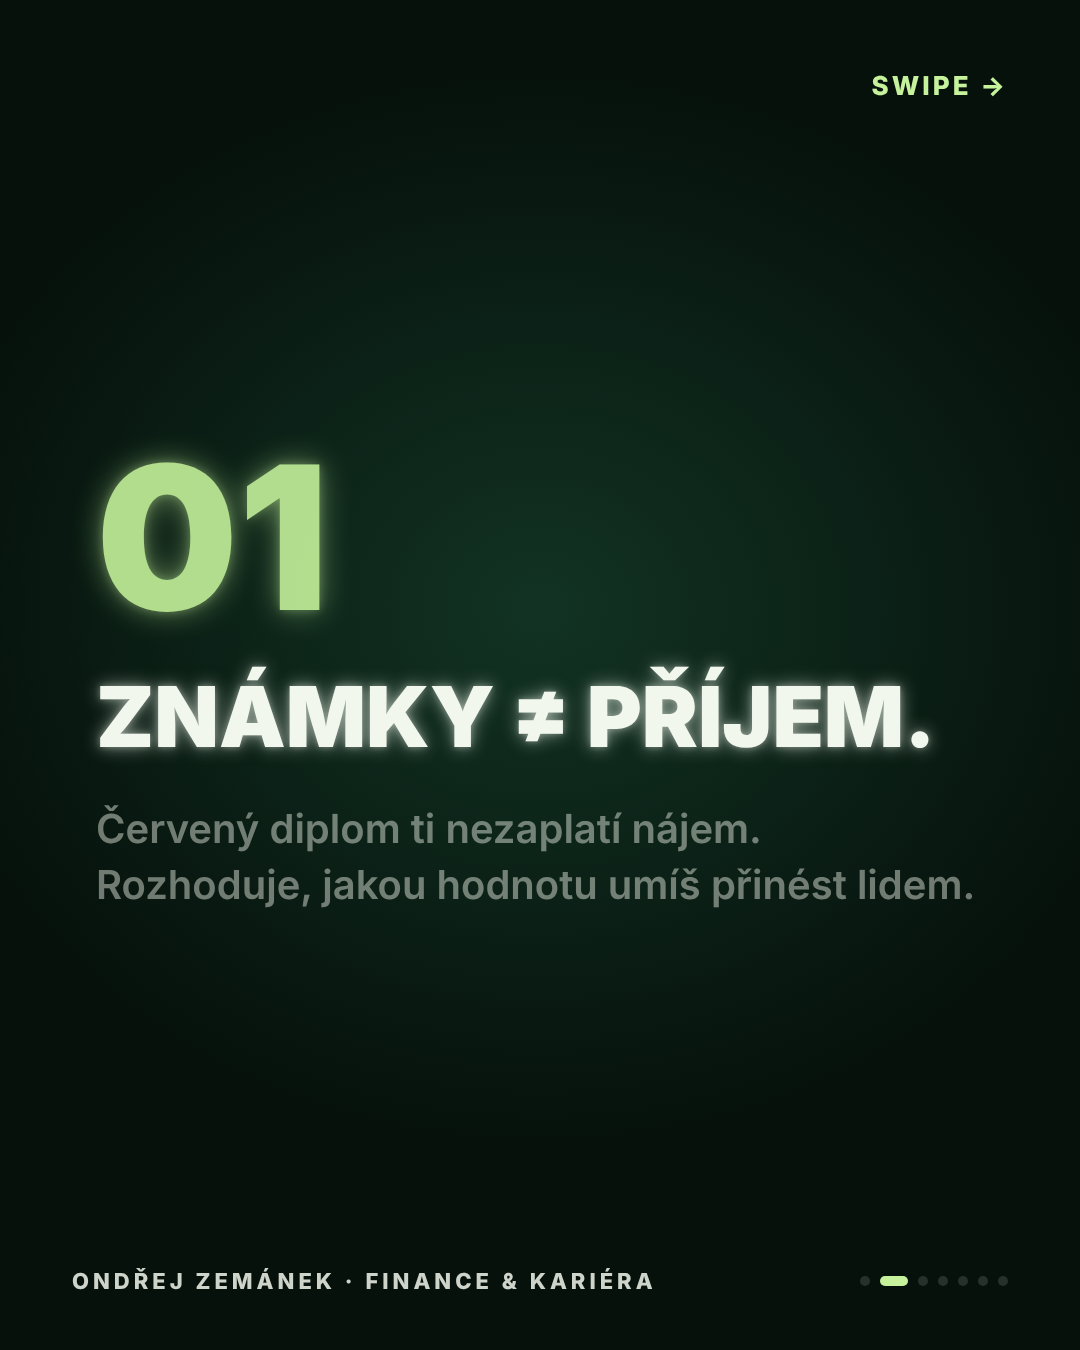 SWIPE →
01
ZNÁMKY ≠ PŘÍJEM.
Červený diplom ti nezaplatí nájem.
Rozhoduje, jakou hodnotu umíš přinést lidem.
ONDŘEJ ZEMÁNEK · FINANCE & KARIÉRA